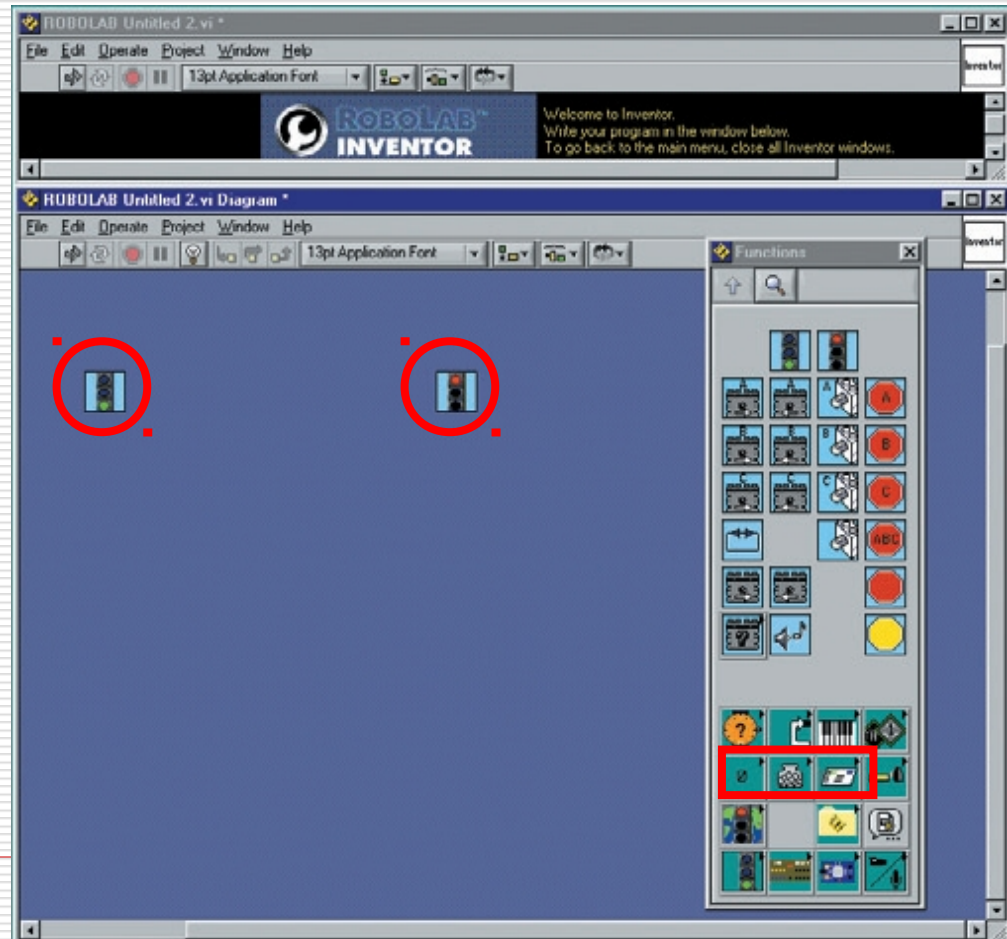 ROBOLAB Untitled 2.vi *
File Edit Operate Project Window Help
13pt Application Font
Inventor
ROBOLAB™
INVENTOR
Welcome to Inventor.
Write your program in the window below.
To go back to the main menu, close all Inventor windows.
ROBOLAB Untitled 2.vi Diagram *
File Edit Operate Project Window Help
13pt Application Font
Inventor
Functions
A A A A
B B B B
C C C C
ABC
?
?